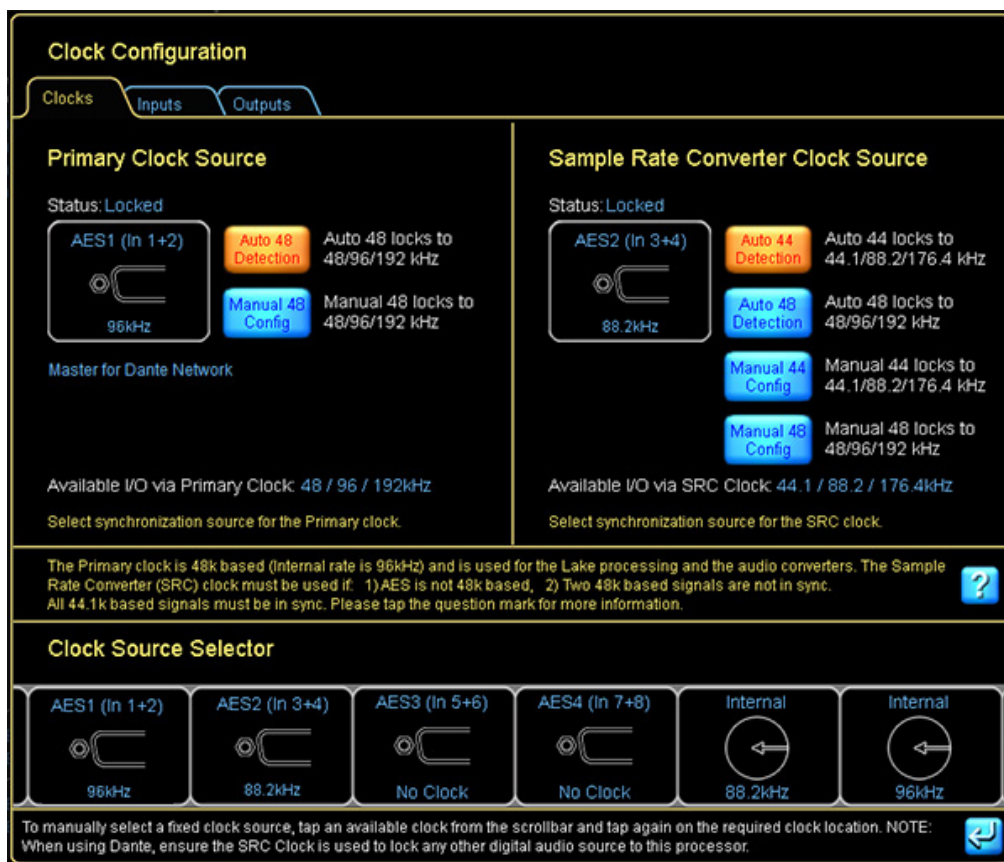 Clock Configuration
Clocks
Inputs
Outputs
Primary Clock Source
Status: Locked
AES1 (In 1+2)
96kHz
Auto 48
Detection
Auto 48 locks to
48/96/192 kHz
Manual 48
Config
Manual 48 locks to
48/96/192 kHz
Master for Dante Network
Available I/O via Primary Clock: 48 / 96 / 192kHz
Select synchronization source for the Primary clock.
Sample Rate Converter Clock Source
Status: Locked
AES2 (In 3+4)
88.2kHz
Auto 44
Detection
Auto 44 locks to
44.1/88.2/176.4 kHz
Auto 48
Detection
Auto 48 locks to
48/96/192 kHz
Manual 44
Config
Manual 44 locks to
44.1/88.2/176.4 kHz
Manual 48
Config
Manual 48 locks to
48/96/192 kHz
Available I/O via SRC Clock: 44.1 / 88.2 / 176.4kHz
Select synchronization source for the SRC clock.
The Primary clock is 48k based (Internal rate is 96kHz) and is used for the Lake processing and the audio converters. The Sample
Rate Converter (SRC) clock must be used if: 1) AES is not 48k based, 2) Two 48k based signals are not in sync.
All 44.1k based signals must be in sync. Please tap the question mark for more information.
?
Clock Source Selector
AES1 (In 1+2)
96kHz
AES2 (In 3+4)
88.2kHz
AES3 (In 5+6)
No Clock
AES4 (In 7+8)
No Clock
Internal
88.2kHz
Internal
96kHz
To manually select a fixed clock source, tap an available clock from the scrollbar and tap again on the required clock location. NOTE:
When using Dante, ensure the SRC Clock is used to lock any other digital audio source to this processor.